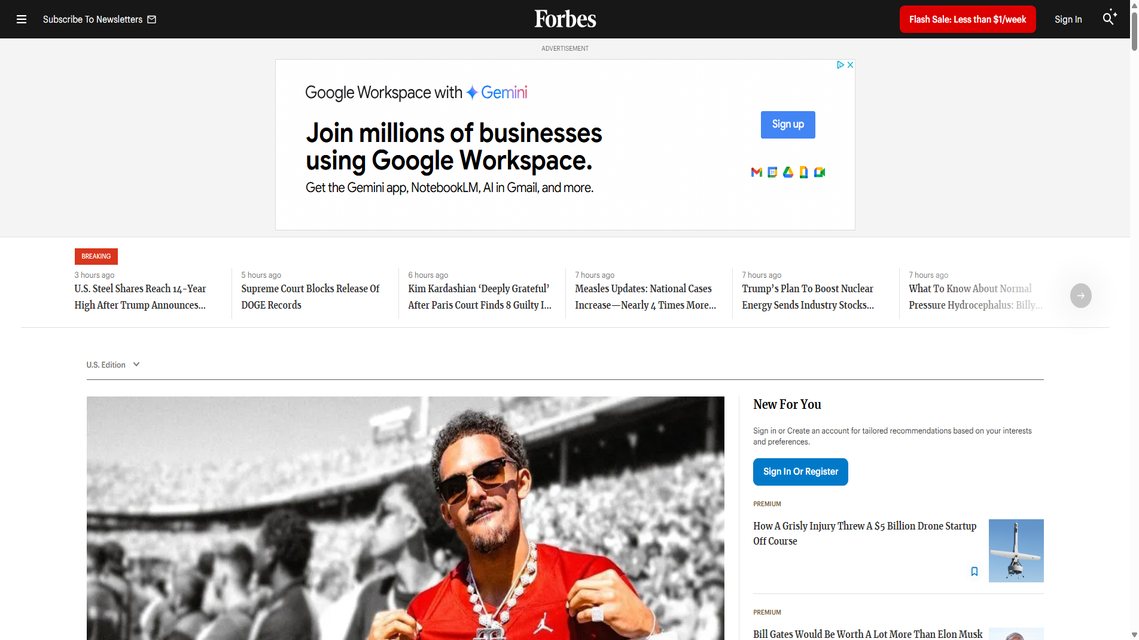 Subscribe To Newsletters
Forbes
Flash Sale: Less than $1/week
Sign In
ADVERTISEMENT
Google Workspace with Gemini
Join millions of businesses
using Google Workspace.
Get the Gemini app, NotebookLM, AI in Gmail, and more.
Sign up
BREAKING
3 hours ago
U.S. Steel Shares Reach 14-Year
High After Trump Announces...
5 hours ago
Supreme Court Blocks Release Of
DOGE Records
6 hours ago
Kim Kardashian ‘Deeply Grateful’
After Paris Court Finds 8 Guilty I...
7 hours ago
Measles Updates: National Cases
Increase—Nearly 4 Times More...
7 hours ago
Trump’s Plan To Boost Nuclear
Energy Sends Industry Stocks...
7 hours ago
What To Know About Normal
Pressure Hydrocephalus: Billy...
U.S. Edition
New For You
Sign in or Create an account for tailored recommendations based on your interests
and preferences.
Sign In Or Register
PREMIUM
How A Grisly Injury Threw A $5 Billion Drone Startup
Off Course
PREMIUM
Bill Gates Would Be Worth A Lot More Than Elon Musk